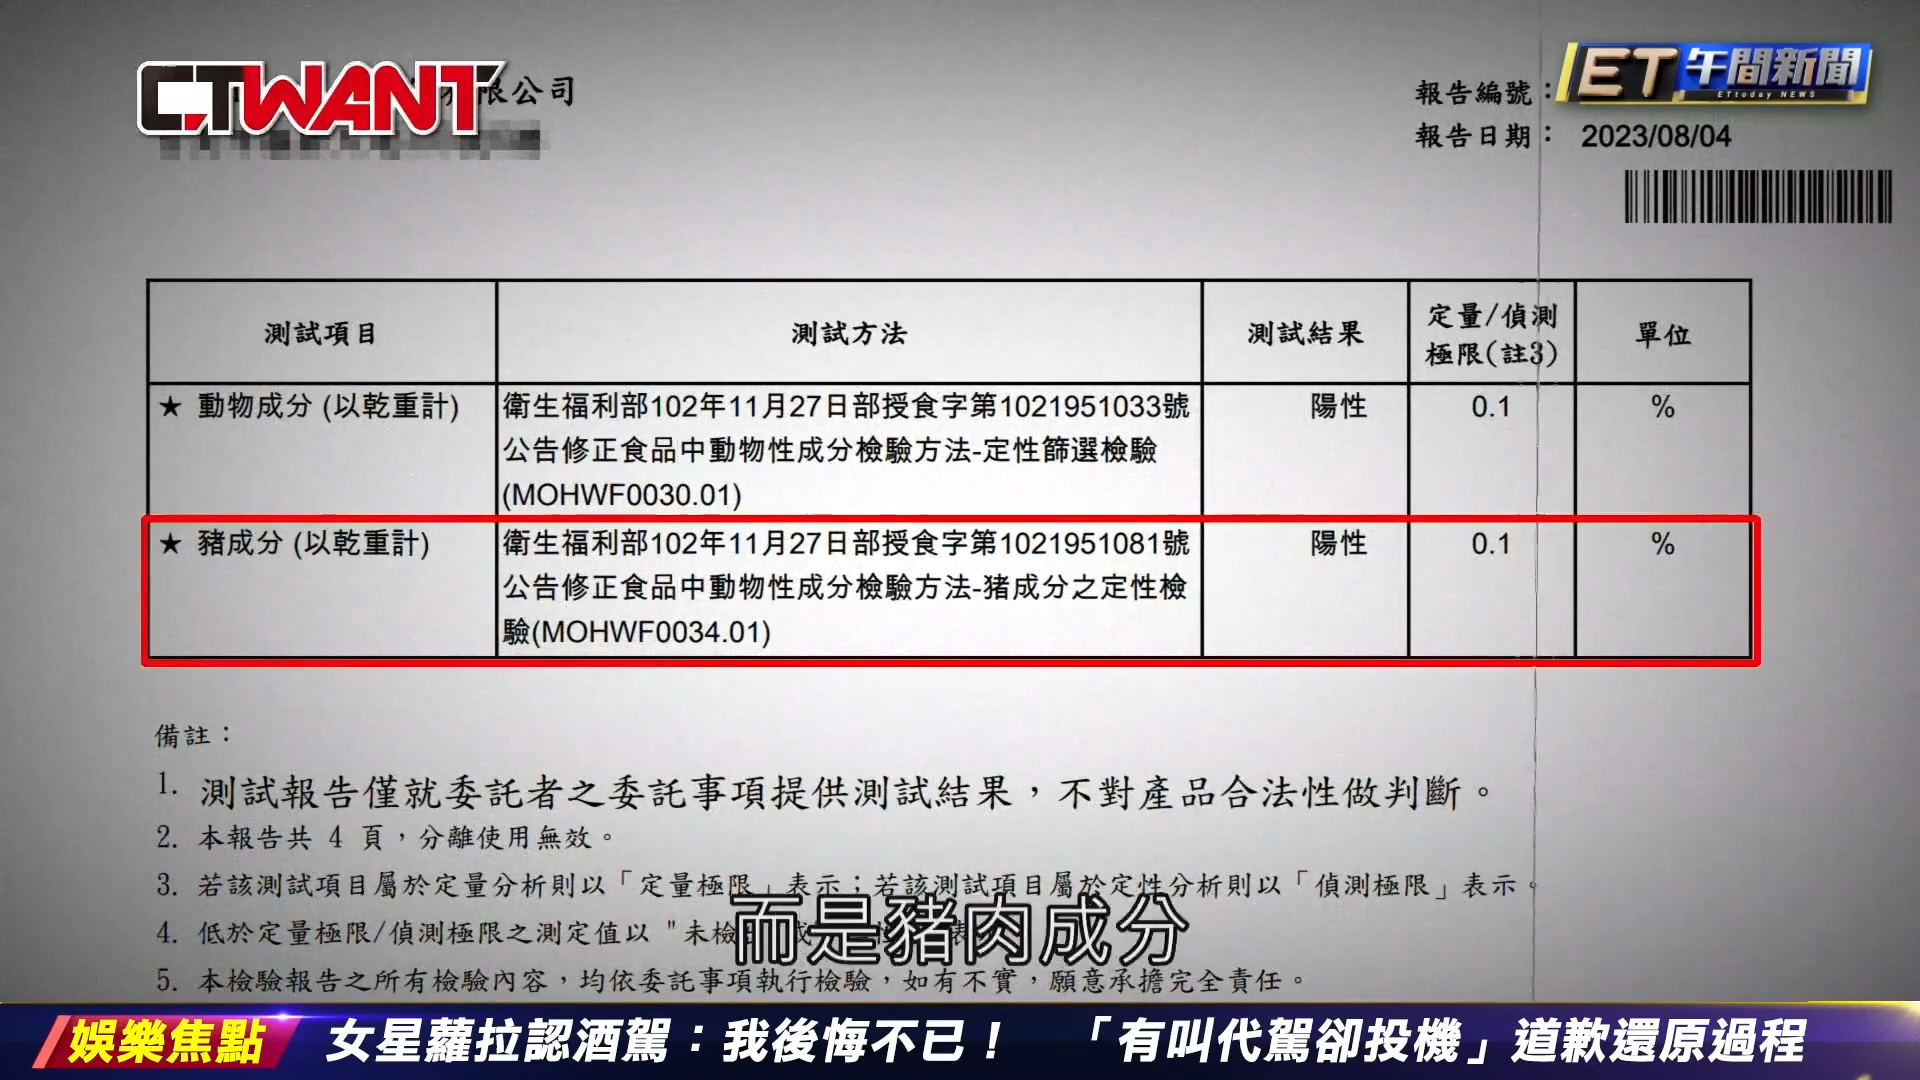 CTWANT
限公司
報告編號：
ET午間新聞
ETtoday NEWS
報告日期： 2023/08/04
測試項目 測試方法 測試結果 定量/偵測極限(註3) 單位
★ 動物成分 (以乾重計) 衛生福利部102年11月27日部授食字第1021951033號 陽性 0.1 %
公告修正食品中動物性成分檢驗方法-定性篩選檢驗
(MOHWF0030.01)
★ 豬成分 (以乾重計) 衛生福利部102年11月27日部授食字第1021951081號 陽性 0.1 %
公告修正食品中動物性成分檢驗方法-猪成分之定性檢
驗(MOHWF0034.01)
備註：
1. 測試報告僅就委託者之委託事項提供測試結果，不對產品合法性做判斷。
2. 本報告共 4 頁，分離使用無效。
3. 若該測試項目屬於定量分析則以「定量極限」表示；若該測試項目屬於定性分析則以「偵測極限」表示。
4. 低於定量極限/偵測極限之測定值以 "未檢
而是豬肉成分
5. 本檢驗報告之所有檢驗內容，均依委託事項執行檢驗，如有不實，願意承擔完全責任。
娛樂焦點 女星蘿拉認酒駕：我後悔不已！ 「有叫代駕卻投機」道歉還原過程